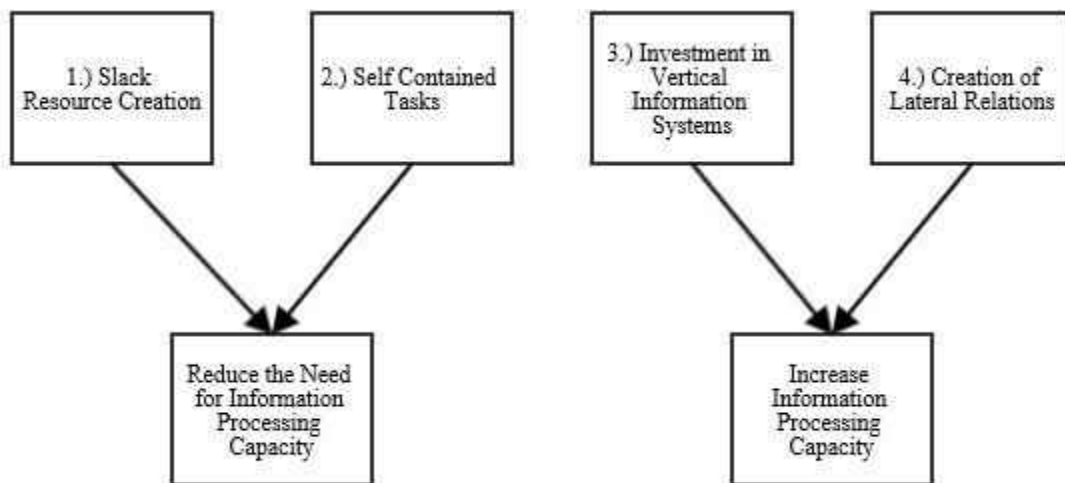 1.) Slack
Resource Creation
2.) Self Contained
Tasks
3.) Investment in
Vertical
Information
Systems
4.) Creation of
Lateral Relations
Reduce the Need
for Information
Processing
Capacity
Increase
Information
Processing
Capacity